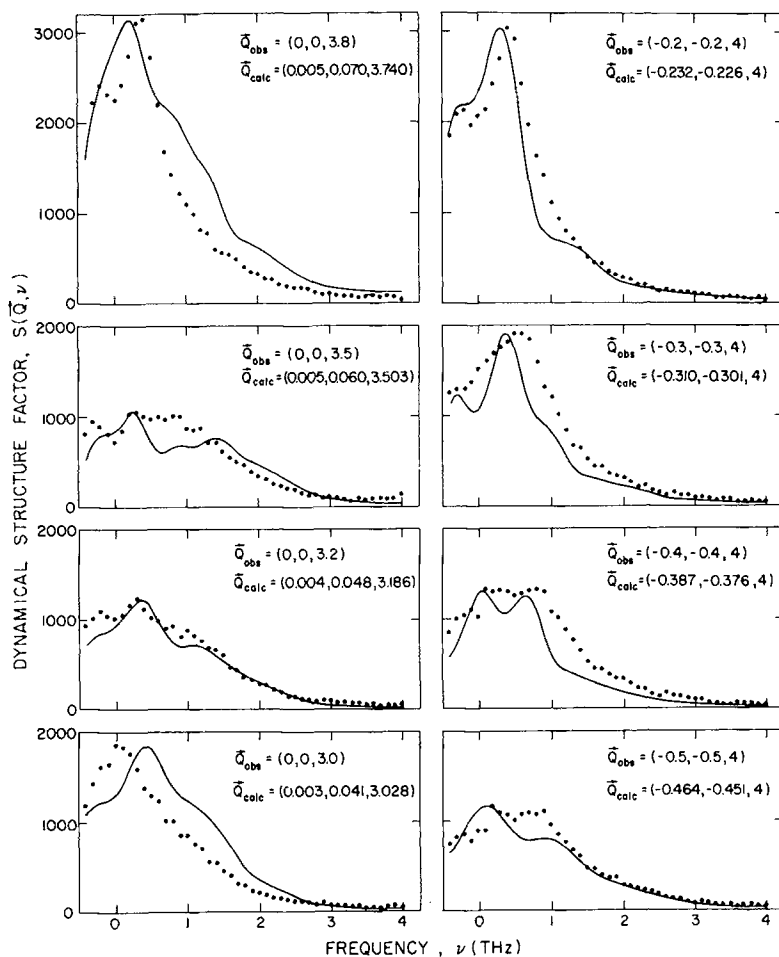 DYNAMICAL STRUCTURE FACTOR, S(Q⃗,ν)
3000
2000
1000
0
Q⃗obs = (0, 0, 3.8)
Q⃗calc = (0.005, 0.070, 3.740)
Q⃗obs = (-0.2, -0.2, 4)
Q⃗calc = (-0.232, -0.226, 4)
2000
1000
0
Q⃗obs = (0, 0, 3.5)
Q⃗calc = (0.005, 0.060, 3.503)
Q⃗obs = (-0.3, -0.3, 4)
Q⃗calc = (-0.310, -0.301, 4)
2000
1000
0
Q⃗obs = (0, 0, 3.2)
Q⃗calc = (0.004, 0.048, 3.186)
Q⃗obs = (-0.4, -0.4, 4)
Q⃗calc = (-0.387, -0.376, 4)
2000
1000
0
Q⃗obs = (0, 0, 3.0)
Q⃗calc = (0.003, 0.041, 3.028)
Q⃗obs = (-0.5, -0.5, 4)
Q⃗calc = (-0.464, -0.451, 4)
0 1 2 3 4 0 1 2 3 4
FREQUENCY, ν (THz)